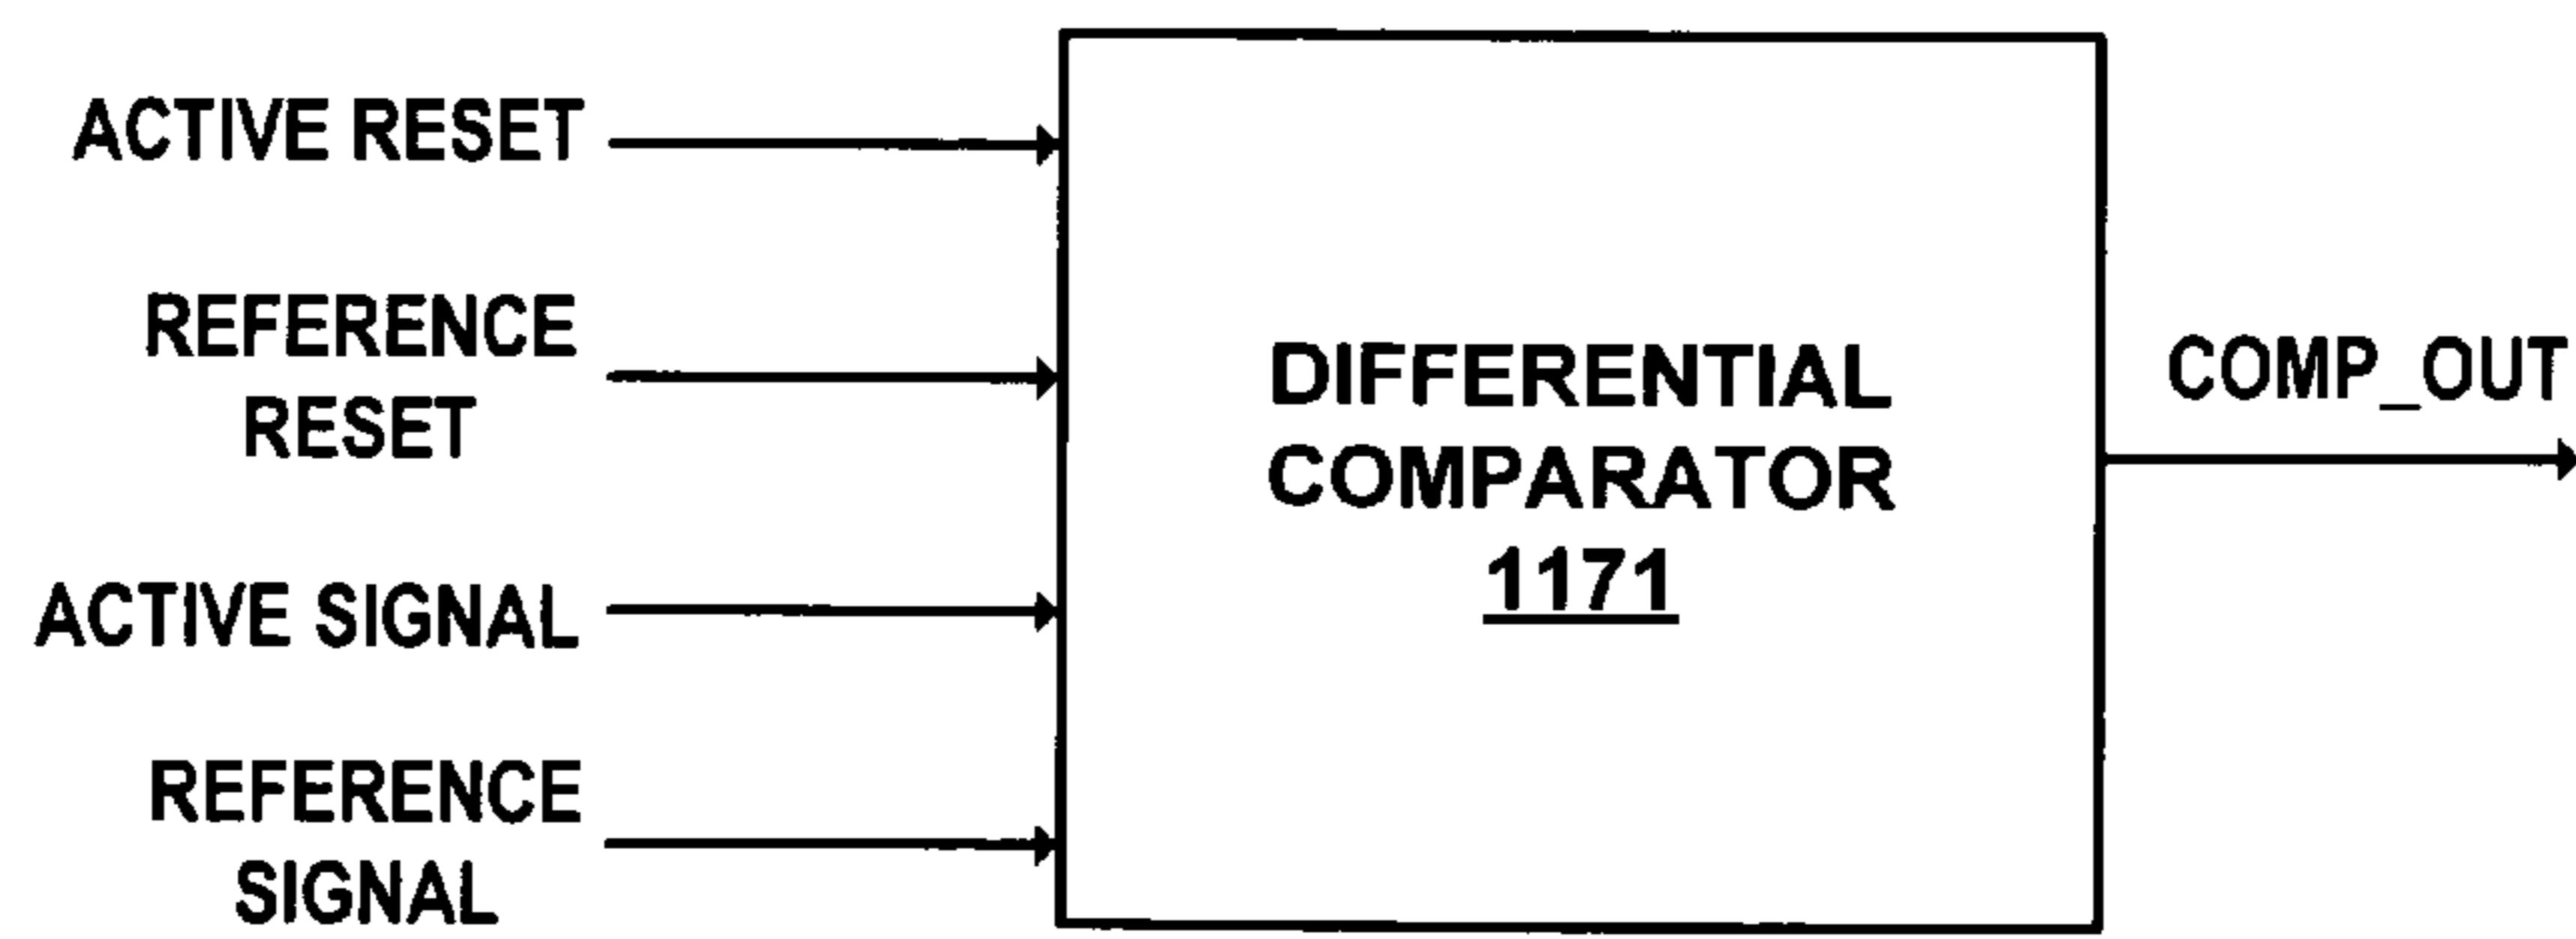 ACTIVE RESET
REFERENCE
RESET
ACTIVE SIGNAL
REFERENCE
SIGNAL
DIFFERENTIAL
COMPARATOR
1171
COMP_OUT